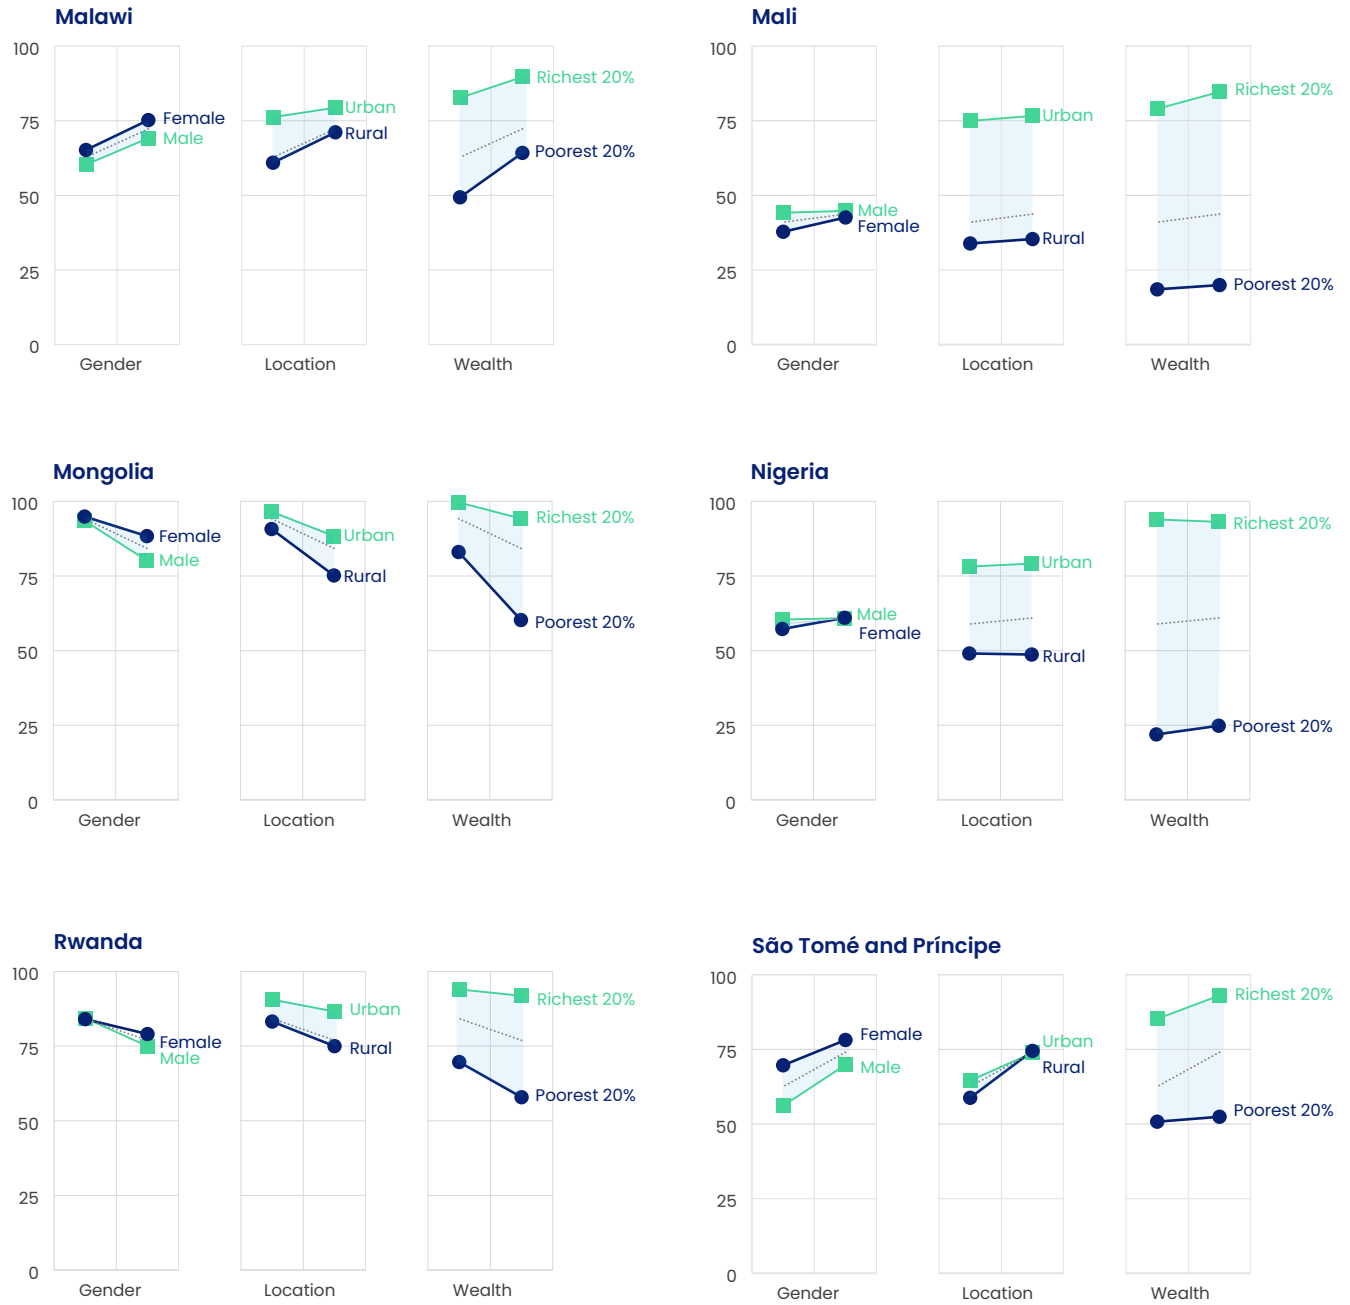 Malawi
100
75
50
25
0
Female
Male
Gender
Urban
Rural
Location
Richest 20%
Poorest 20%
Wealth
Mali
100
75
50
25
0
Male
Female
Gender
Urban
Rural
Location
Richest 20%
Poorest 20%
Wealth
Mongolia
100
75
50
25
0
Female
Male
Gender
Urban
Rural
Location
Richest 20%
Poorest 20%
Wealth
Nigeria
100
75
50
25
0
Male
Female
Gender
Urban
Rural
Location
Richest 20%
Poorest 20%
Wealth
Rwanda
100
75
50
25
0
Female
Male
Gender
Urban
Rural
Location
Richest 20%
Poorest 20%
Wealth
São Tomé and Príncipe
100
75
50
25
0
Female
Male
Gender
Urban
Rural
Location
Richest 20%
Poorest 20%
Wealth